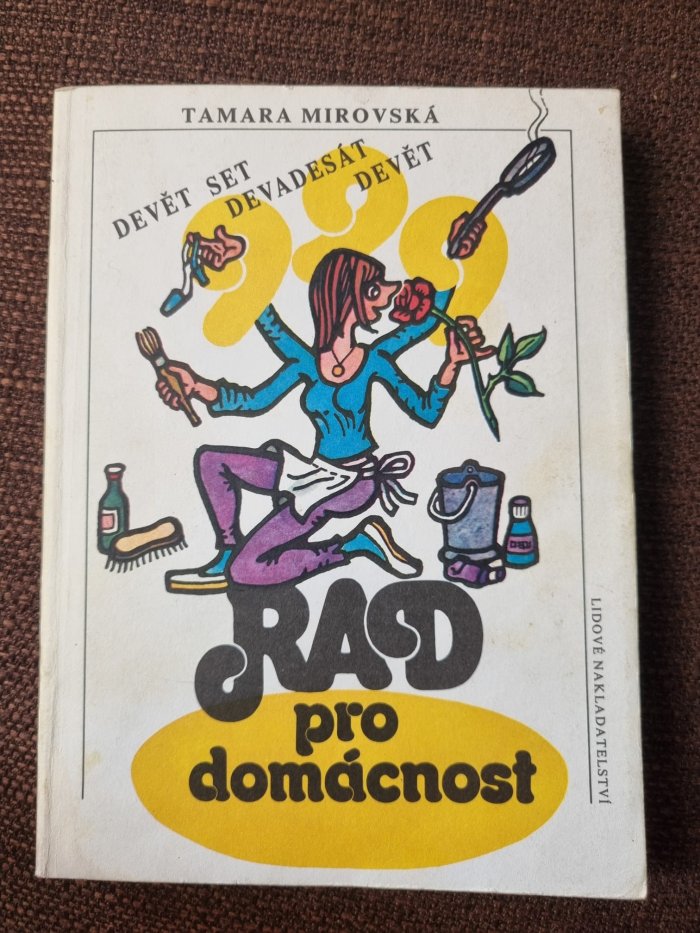 TAMARA MIROVSKÁ
DEVĚT SET
DEVADESÁT
DEVĚT
999
RAD
pro
domácnost
LIDOVÉ NAKLADATELSTVÍ